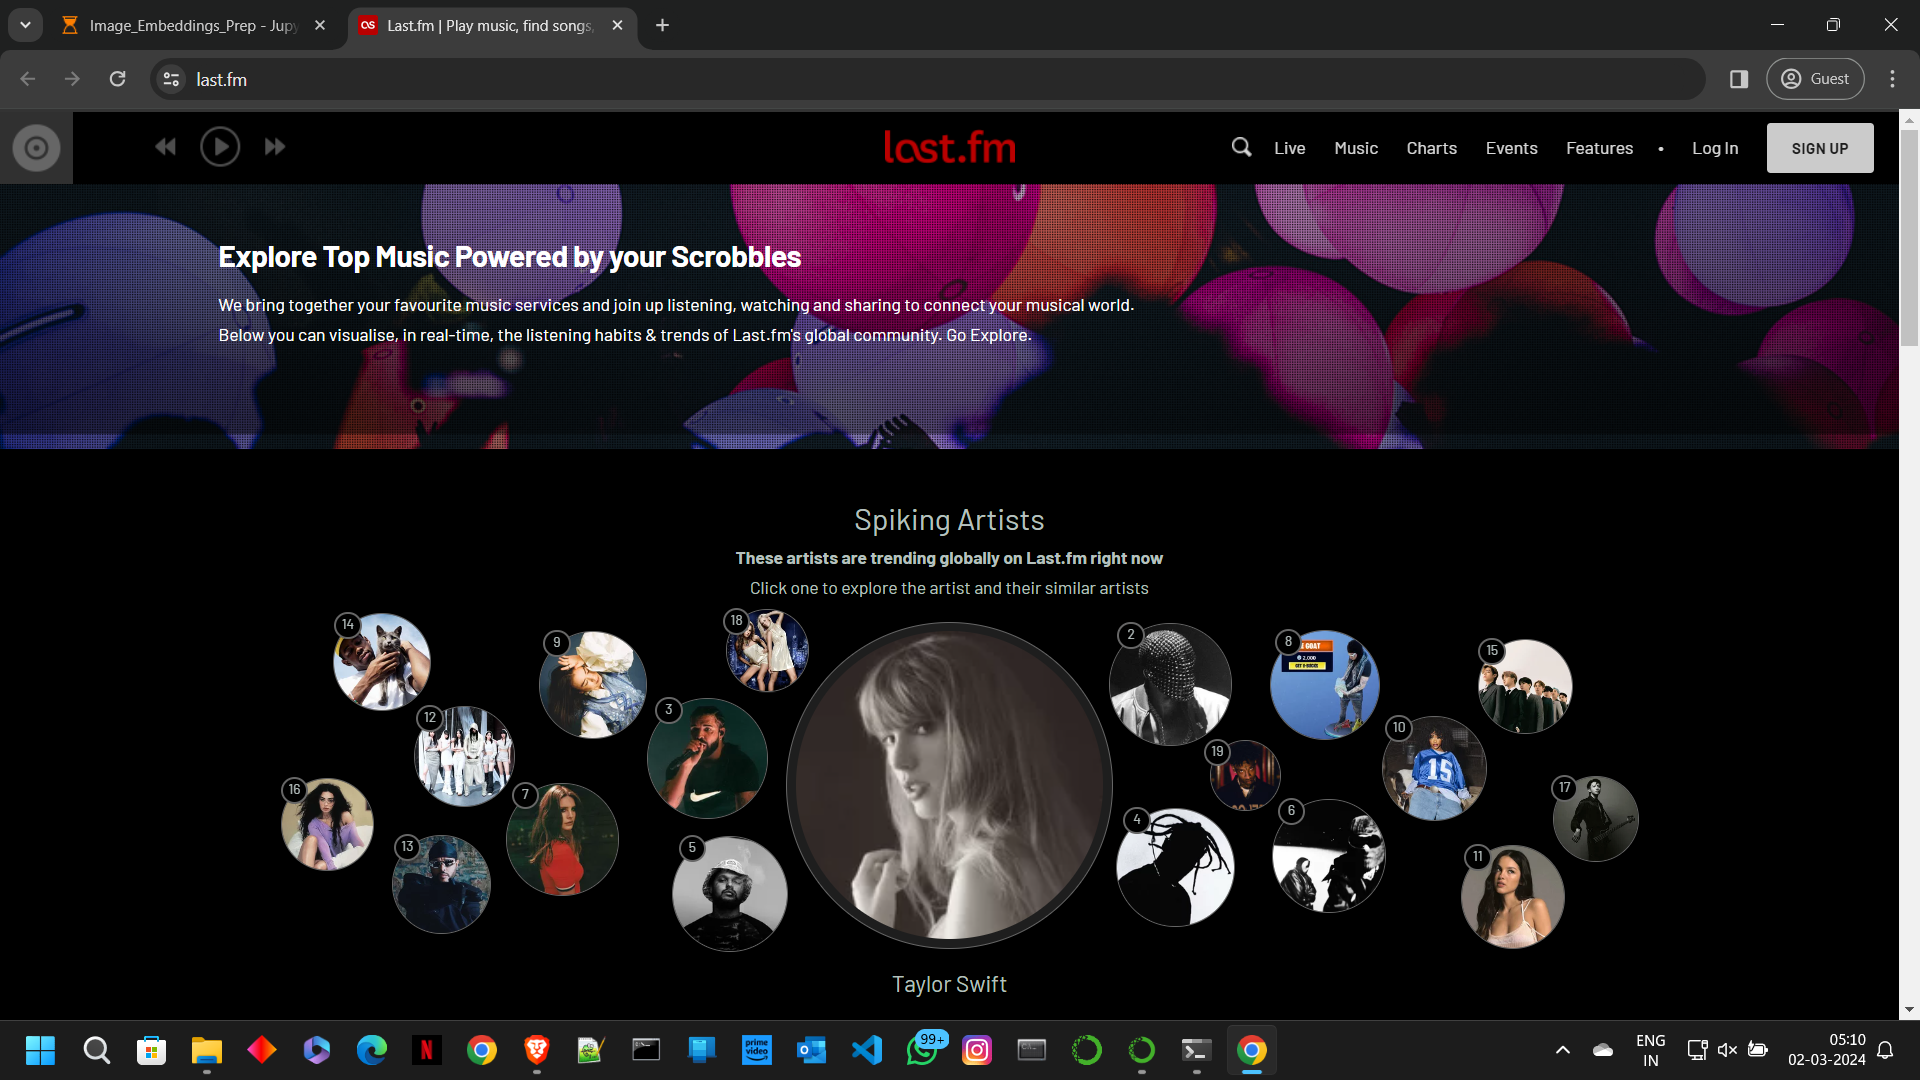 Image_Embeddings_Prep - Jupy
Last.fm | Play music, find songs,
last.fm
Guest
last.fm
Live
Music
Charts
Events
Features
•
Log In
SIGN UP
Explore Top Music Powered by your Scrobbles
We bring together your favourite music services and join up listening, watching and sharing to connect your musical world.
Below you can visualise, in real-time, the listening habits & trends of Last.fm's global community. Go Explore.
Spiking Artists
These artists are trending globally on Last.fm right now
Click one to explore the artist and their similar artists
14
9
18
2
8
GOAT
2,000
15
12
3
10
19
16
7
13
5
4
6
17
11
15
Taylor Swift
N
prime
video
99+
ENG
IN
05:10
02-03-2024